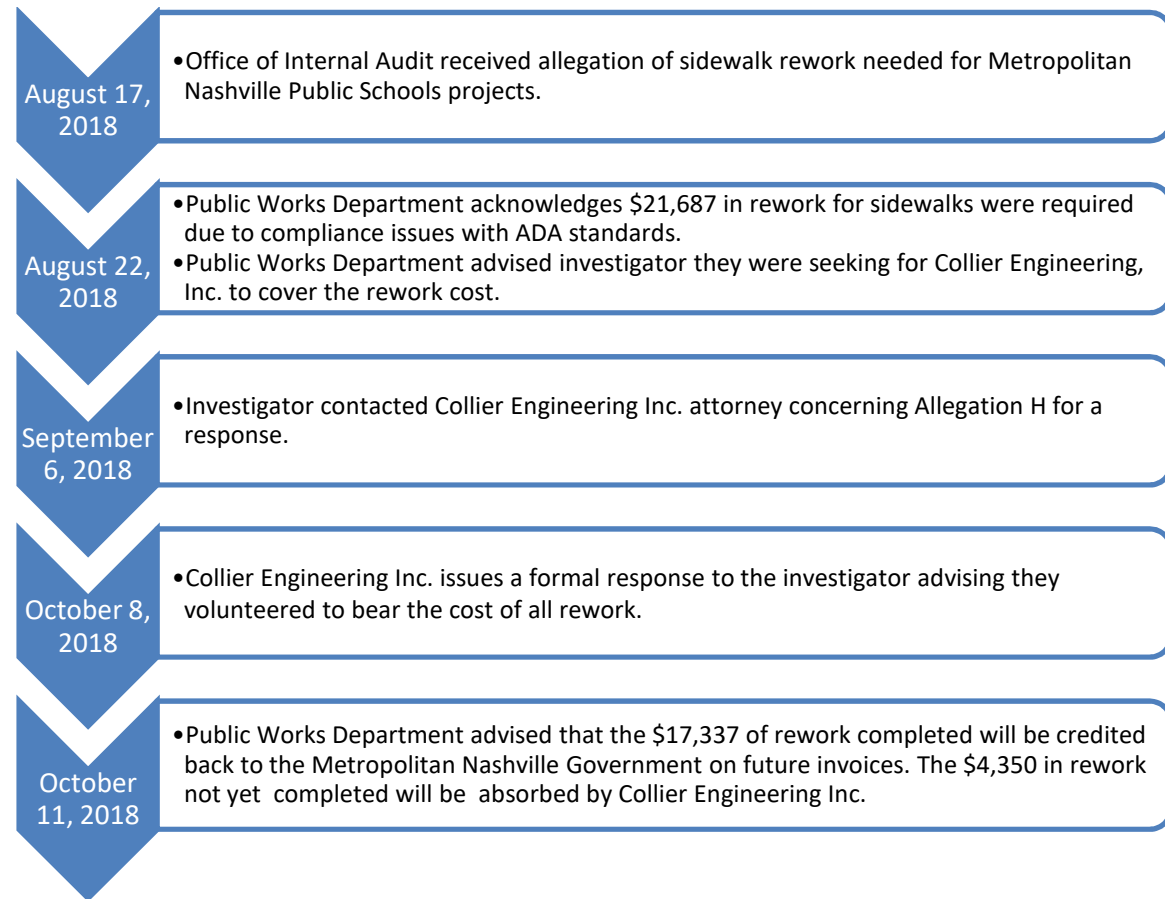 August 17,
2018
•Office of Internal Audit received allegation of sidewalk rework needed for Metropolitan
Nashville Public Schools projects.
August 22,
2018
•Public Works Department acknowledges $21,687 in rework for sidewalks were required
due to compliance issues with ADA standards.
•Public Works Department advised investigator they were seeking for Collier Engineering,
Inc. to cover the rework cost.
September
6, 2018
•Investigator contacted Collier Engineering Inc. attorney concerning Allegation H for a
response.
October 8,
2018
•Collier Engineering Inc. issues a formal response to the investigator advising they
volunteered to bear the cost of all rework.
October
11, 2018
•Public Works Department advised that the $17,337 of rework completed will be credited
back to the Metropolitan Nashville Government on future invoices. The $4,350 in rework
not yet completed will be absorbed by Collier Engineering Inc.